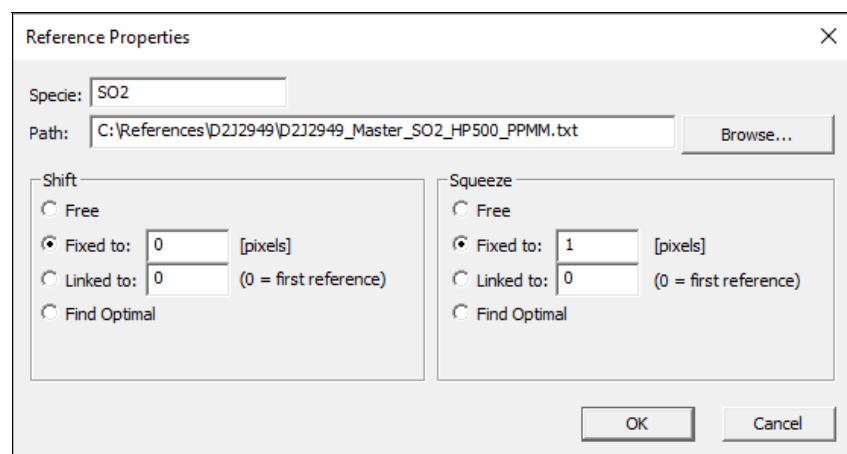 Reference Properties
Specie: SO2
Path: C:\References\D2J2949\D2J2949_Master_SO2_HP500_PPMM.txt Browse...
Shift
Free
Fixed to: 0 [pixels]
Linked to: 0 (0 = first reference)
Find Optimal
Squeeze
Free
Fixed to: 1 [pixels]
Linked to: 0 (0 = first reference)
Find Optimal
OK Cancel